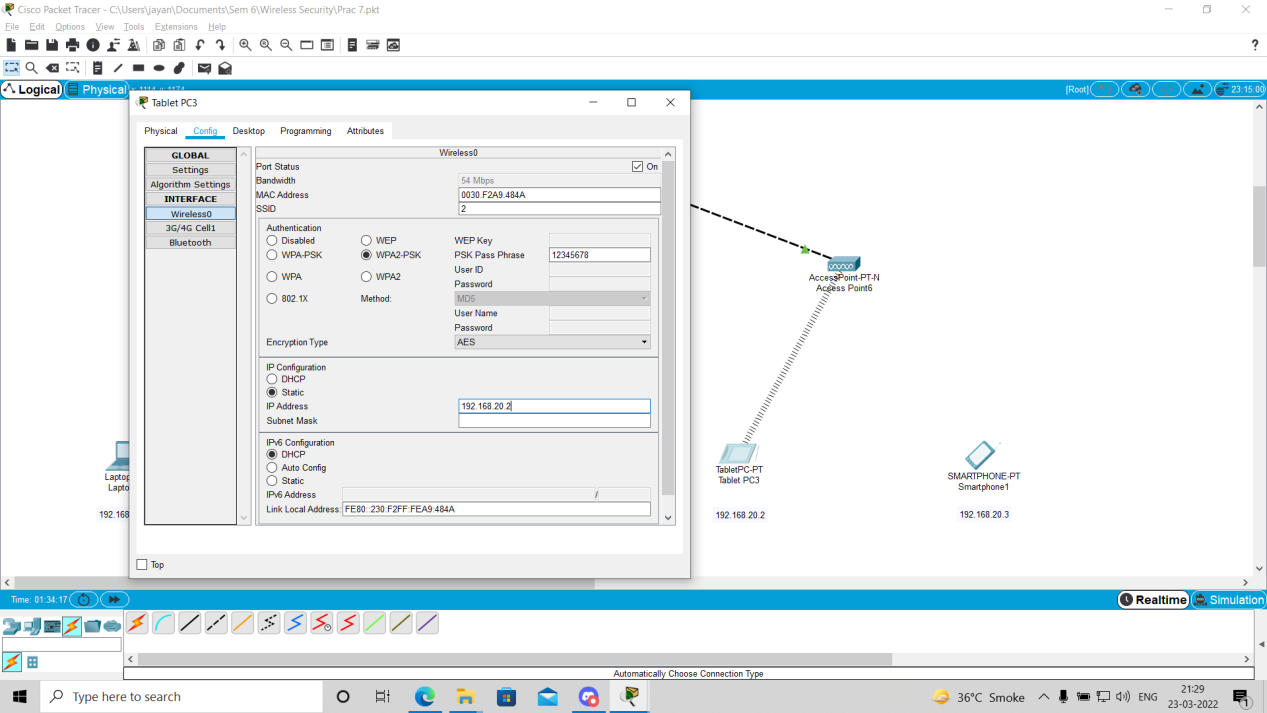 Cisco Packet Tracer - C:\Users\jayan\Documents\Sem 6\Wireless Security\Prac 7.pkt
File Edit Options View Tools Extensions Help
?
Logical Physical x: 1114, y: 1174 [Root] 23:15:00
Tablet PC3
Physical Config Desktop Programming Attributes
GLOBAL
Settings
Algorithm Settings
INTERFACE
Wireless0
3G/4G Cell1
Bluetooth
Wireless0
Port Status On
Bandwidth 54 Mbps
MAC Address 0030.F2A9.484A
SSID 2
Authentication
Disabled WEP WEP Key
WPA-PSK WPA2-PSK PSK Pass Phrase 12345678
User ID
WPA WPA2 Password
802.1X Method: MD5
User Name
Password
Encryption Type AES
IP Configuration
DHCP
Static
IP Address 192.168.20.2
Subnet Mask
IPv6 Configuration
DHCP
Auto Config
Static
IPv6 Address /
Link Local Address: FE80::230:F2FF:FEA9:484A
Top
AccessPoint-PT-N
Access Point6
Laptop
Lapto
192.168
TabletPC-PT
Tablet PC3
192.168.20.2
SMARTPHONE-PT
Smartphone1
192.168.20.3
Time: 01:34:17 Realtime Simulation
Automatically Choose Connection Type
Type here to search
36°C Smoke ENG 21:29
23-03-2022
1